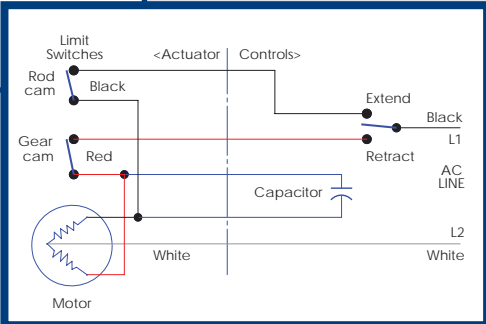 Limit
Switches
<Actuator
Controls>
Rod
cam
Black
Extend
Black
L1
Gear
cam
Red
Retract
AC
LINE
Capacitor
L2
White
White
Motor